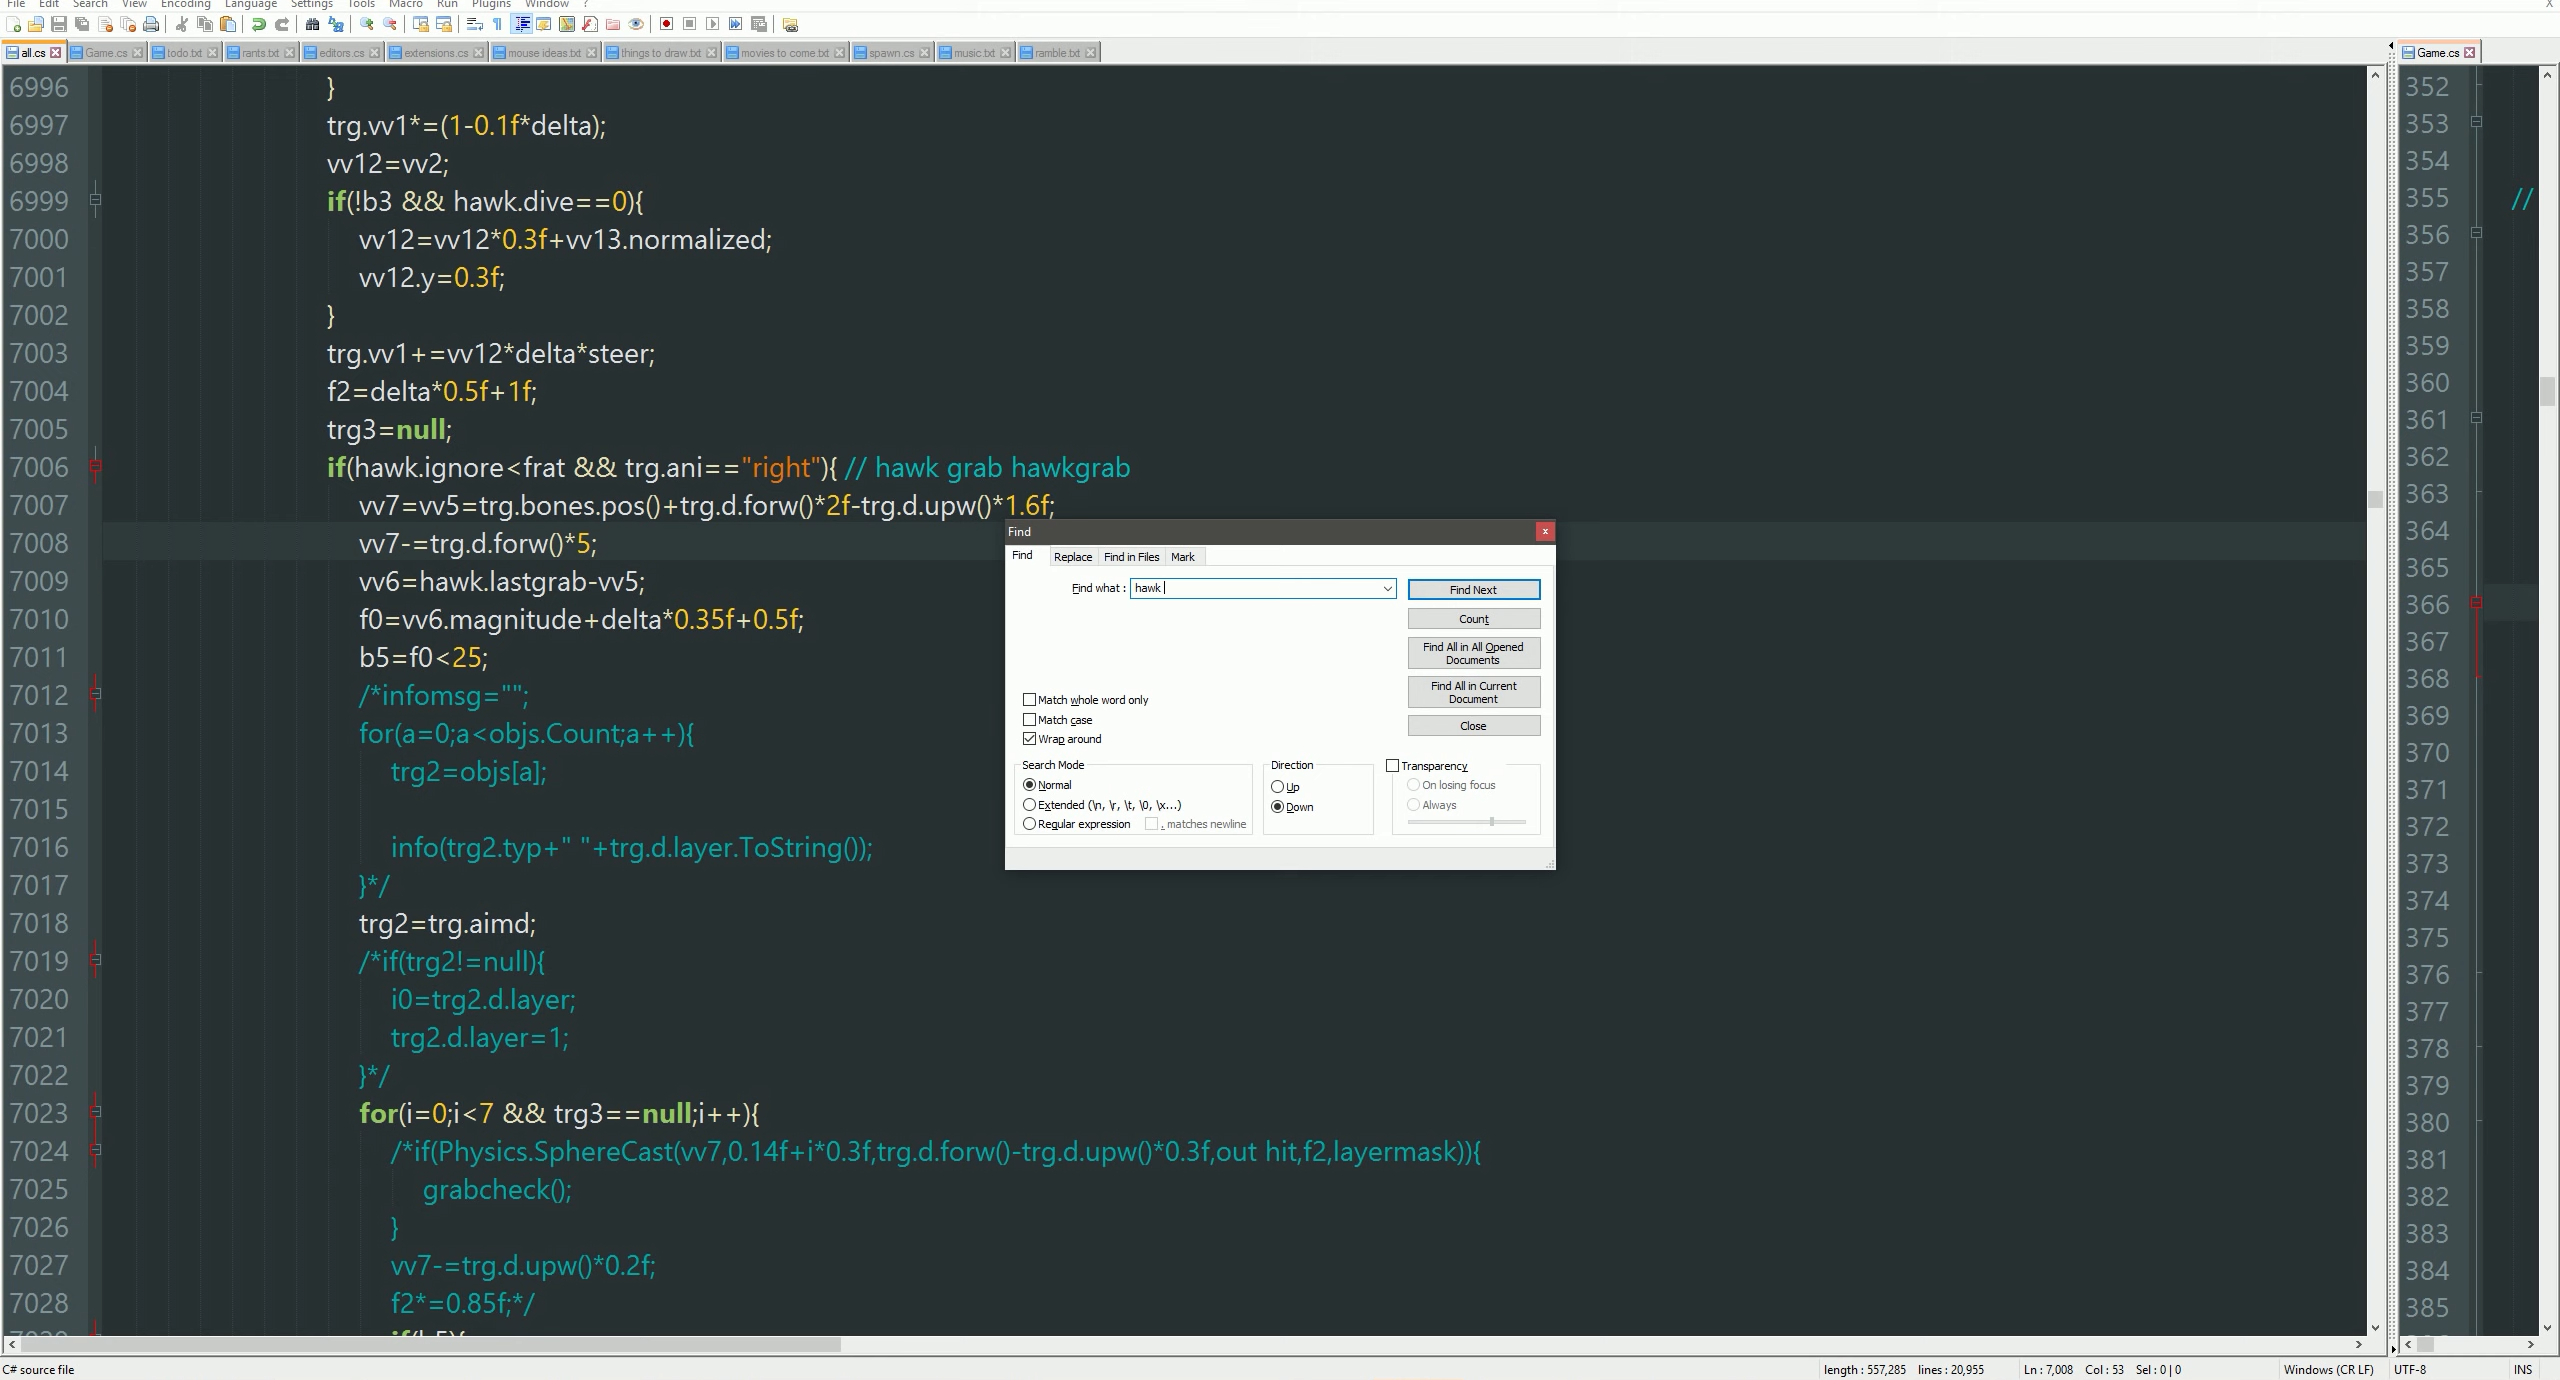 File Edit Search View Encoding Language Settings Tools Macro Run Plugins Window ? X
all.cs Game.cs todo.txt rants.txt editors.cs extensions.cs mouse ideas.txt things to draw.txt movies to come.txt spawn.cs music.txt ramble.txt Game.cs
6996 }
6997 trg.vv1*=(1-0.1f*delta);
6998 vv12=vv2;
6999 if(!b3 && hawk.dive==0){
7000 vv12=vv12*0.3f+vv13.normalized;
7001 vv12.y=0.3f;
7002 }
7003 trg.vv1+=vv12*delta*steer;
7004 f2=delta*0.5f+1f;
7005 trg3=null;
7006 if(hawk.ignore<frat && trg.ani=="right"){ // hawk grab hawkgrab
7007 vv7=vv5=trg.bones.pos()+trg.d.forw()*2f-trg.d.upw()*1.6f;
7008 vv7-=trg.d.forw()*5;
7009 vv6=hawk.lastgrab-vv5;
7010 f0=vv6.magnitude+delta*0.35f+0.5f;
7011 b5=f0<25;
7012 /*infomsg="";
7013 for(a=0;a<objs.Count;a++){
7014 trg2=objs[a];
7015
7016 info(trg2.typ+" "+trg.d.layer.ToString());
7017 }*/
7018 trg2=trg.aimd;
7019 /*if(trg2!=null){
7020 i0=trg2.d.layer;
7021 trg2.d.layer=1;
7022 }*/
7023 for(i=0;i<7 && trg3==null;i++){
7024 /*if(Physics.SphereCast(vv7,0.14f+i*0.3f,trg.d.forw()-trg.d.upw()*0.3f,out hit,f2,layermask)){
7025 grabcheck();
7026 }
7027 vv7-=trg.d.upw()*0.2f;
7028 f2*=0.85f;*/
Find x
Find Replace Find in Files Mark
Find what : hawk
Find Next
Count
Find All in All Opened
Documents
Find All in Current
Document
Close
Match whole word only
Match case
Wrap around
Search Mode
Normal
Extended (\n, \r, \t, \0, \x...)
Regular expression . matches newline
Direction
Up
Down
Transparency
On losing focus
Always
352
353
354
355 //
356
357
358
359
360
361
362
363
364
365
366
367
368
369
370
371
372
373
374
375
376
377
378
379
380
381
382
383
384
385
C# source file length : 557,285 lines : 20,955 Ln : 7,008 Col : 53 Sel : 0 | 0 Windows (CR LF) UTF-8 INS